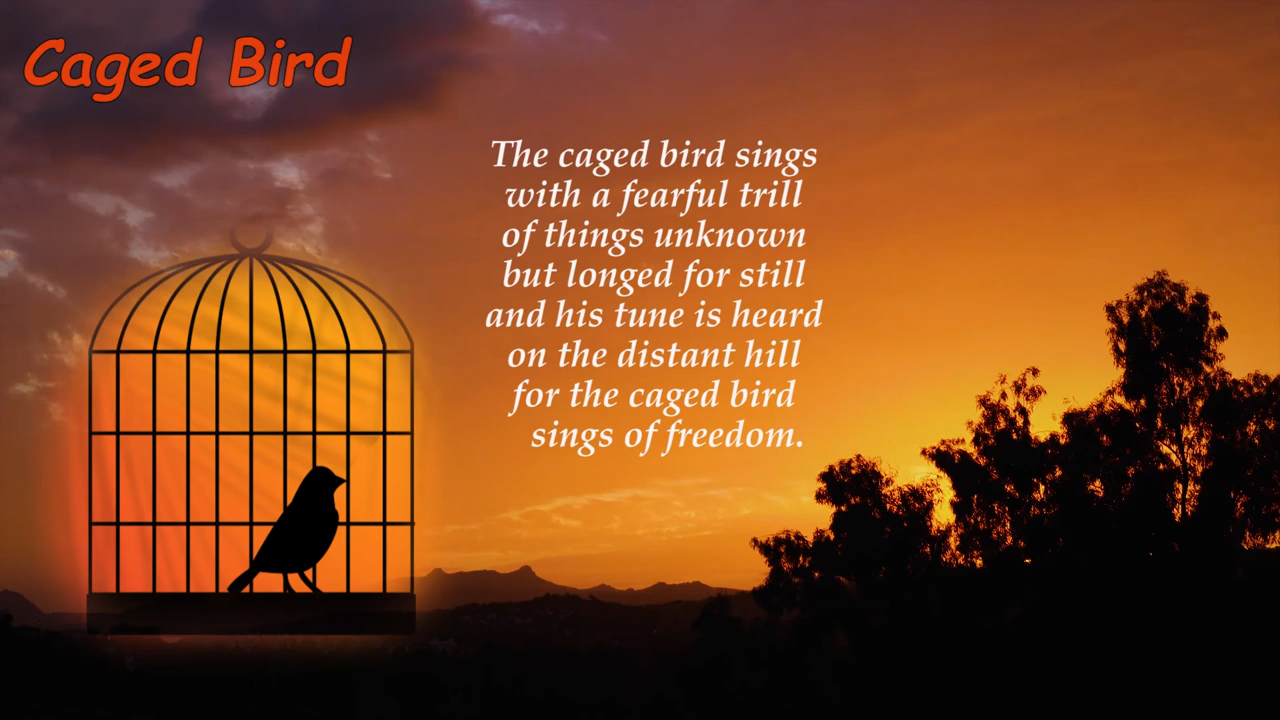 Caged Bird
The caged bird sings
with a fearful trill
of things unknown
but longed for still
and his tune is heard
on the distant hill
for the caged bird
sings of freedom.